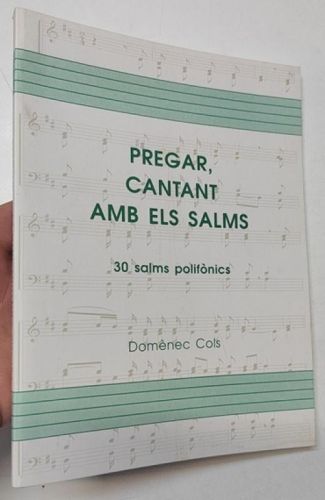 PREGAR,
CANTANT
AMB ELS SALMS
30 salms polifònics
Domènec Cols